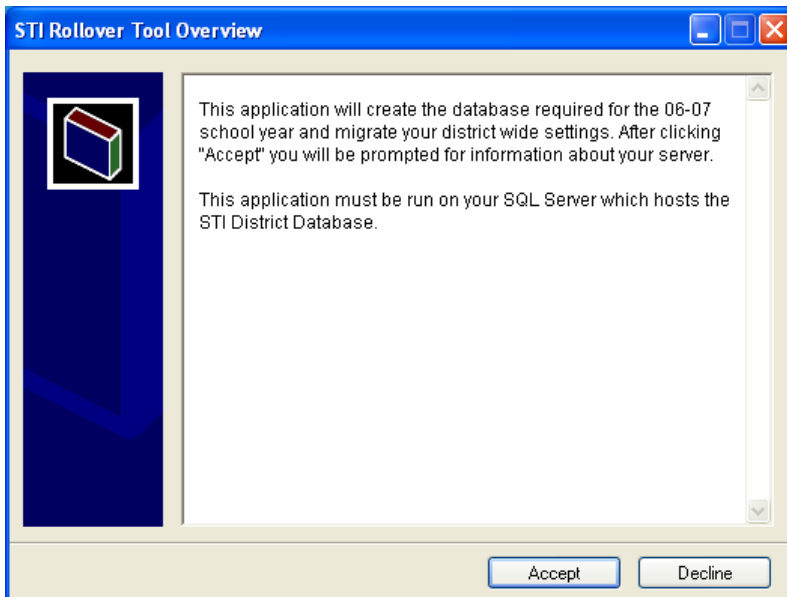 STI Rollover Tool Overview
This application will create the database required for the 06-07
school year and migrate your district wide settings. After clicking
"Accept" you will be prompted for information about your server.
This application must be run on your SQL Server which hosts the
STI District Database.
Accept Decline